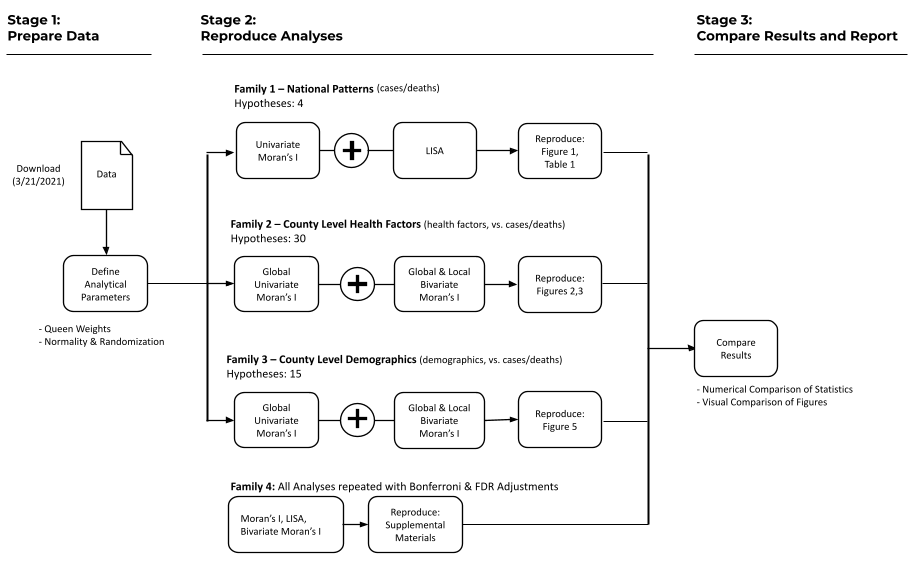 Stage 1:
Prepare Data
Stage 2:
Reproduce Analyses
Stage 3:
Compare Results and Report
Download
(3/21/2021)
Data
Define
Analytical
Parameters
- Queen Weights
- Normality & Randomization
Family 1 – National Patterns (cases/deaths)
Hypotheses: 4
Univariate
Moran's I
LISA
Reproduce:
Figure 1,
Table 1
Family 2 – County Level Health Factors (health factors, vs. cases/deaths)
Hypotheses: 30
Global
Univariate
Moran's I
Global & Local
Bivariate
Moran's I
Reproduce:
Figures 2,3
Family 3 – County Level Demographics (demographics, vs. cases/deaths)
Hypotheses: 15
Global
Univariate
Moran's I
Global & Local
Bivariate
Moran's I
Reproduce:
Figure 5
Family 4: All Analyses repeated with Bonferroni & FDR Adjustments
Moran's I, LISA,
Bivariate Moran's I
Reproduce:
Supplemental
Materials
Compare
Results
- Numerical Comparison of Statistics
- Visual Comparison of Figures